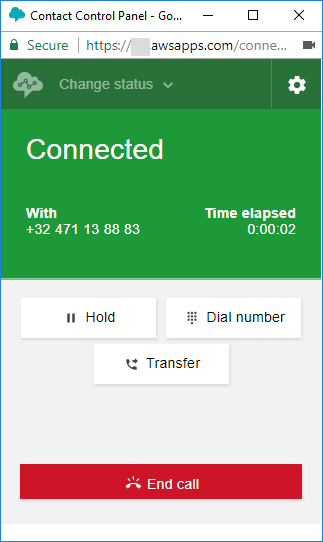 Contact Control Panel - Go...
Secure https:// awsapps.com/conne...
Change status
Connected
With Time elapsed
+32 471 13 88 83 0:00:02
Hold Dial number
Transfer
End call